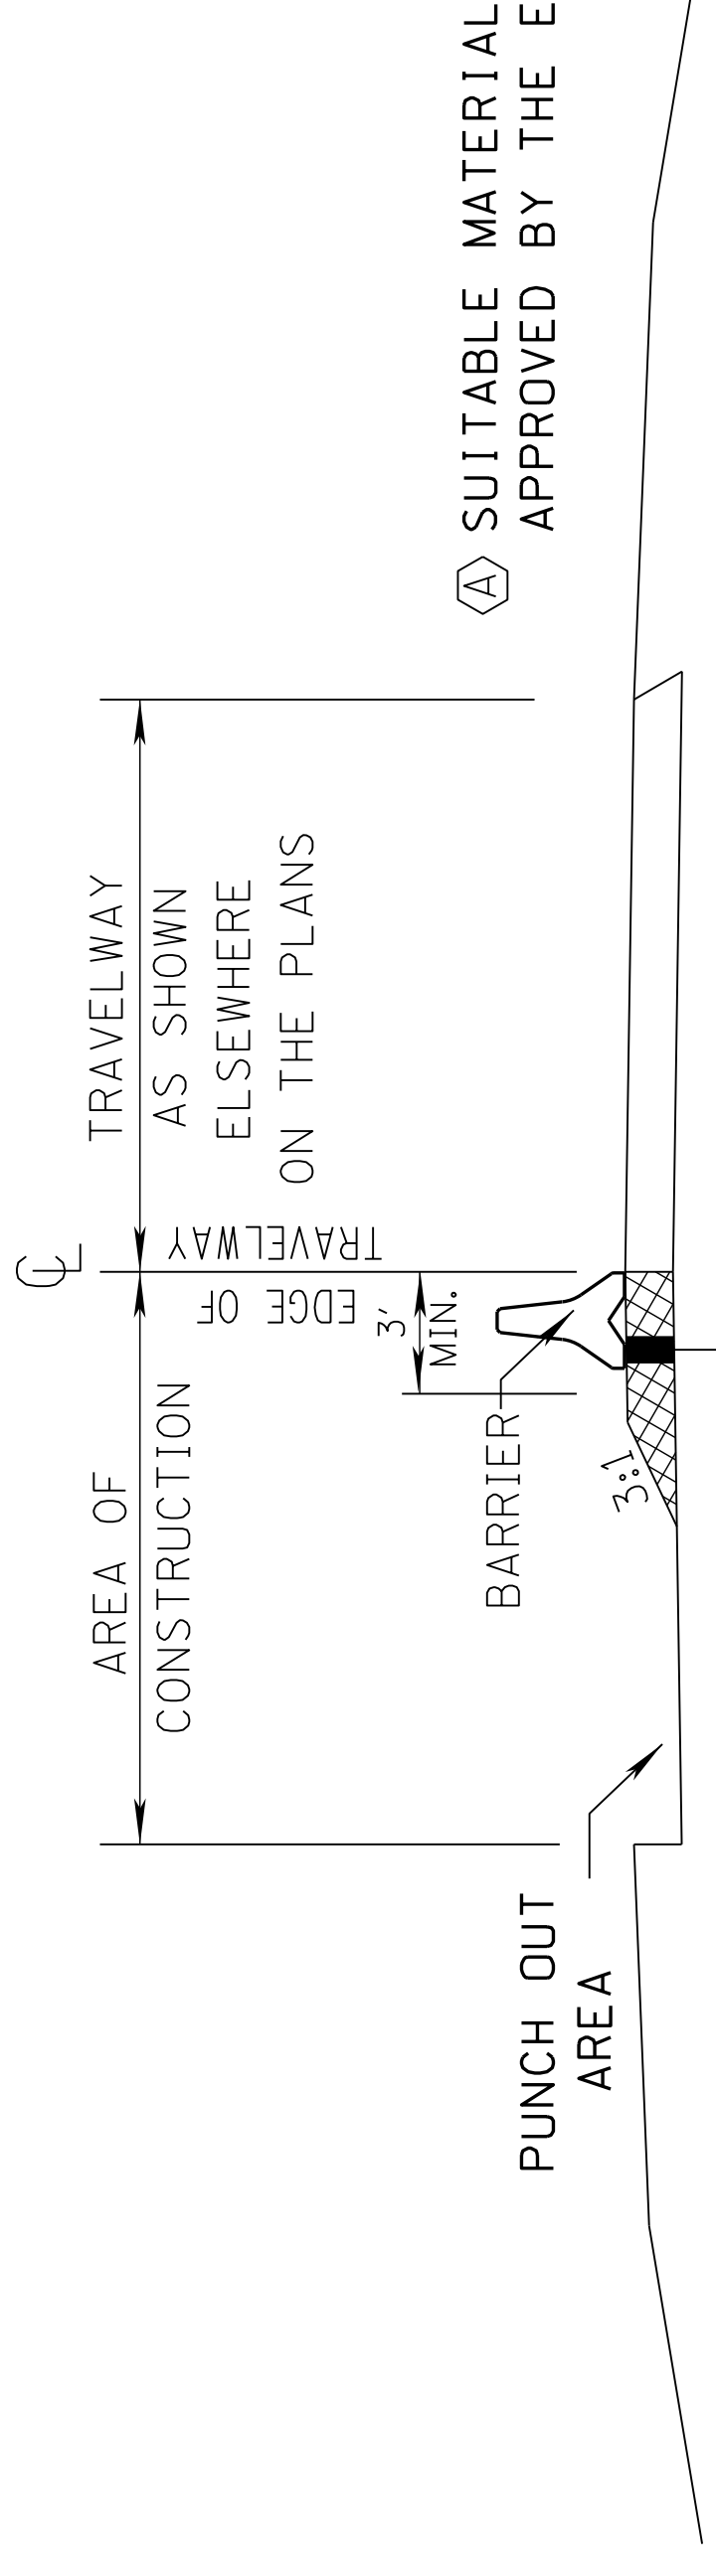 AREA OF
CONSTRUCTION
CL
TRAVELWAY
AS SHOWN
ELSEWHERE
ON THE PLANS
EDGE OF
TRAVELWAY
3'
MIN.
BARRIER
3:1
PUNCH OUT
AREA
A SUITABLE MATERIAL
APPROVED BY THE E